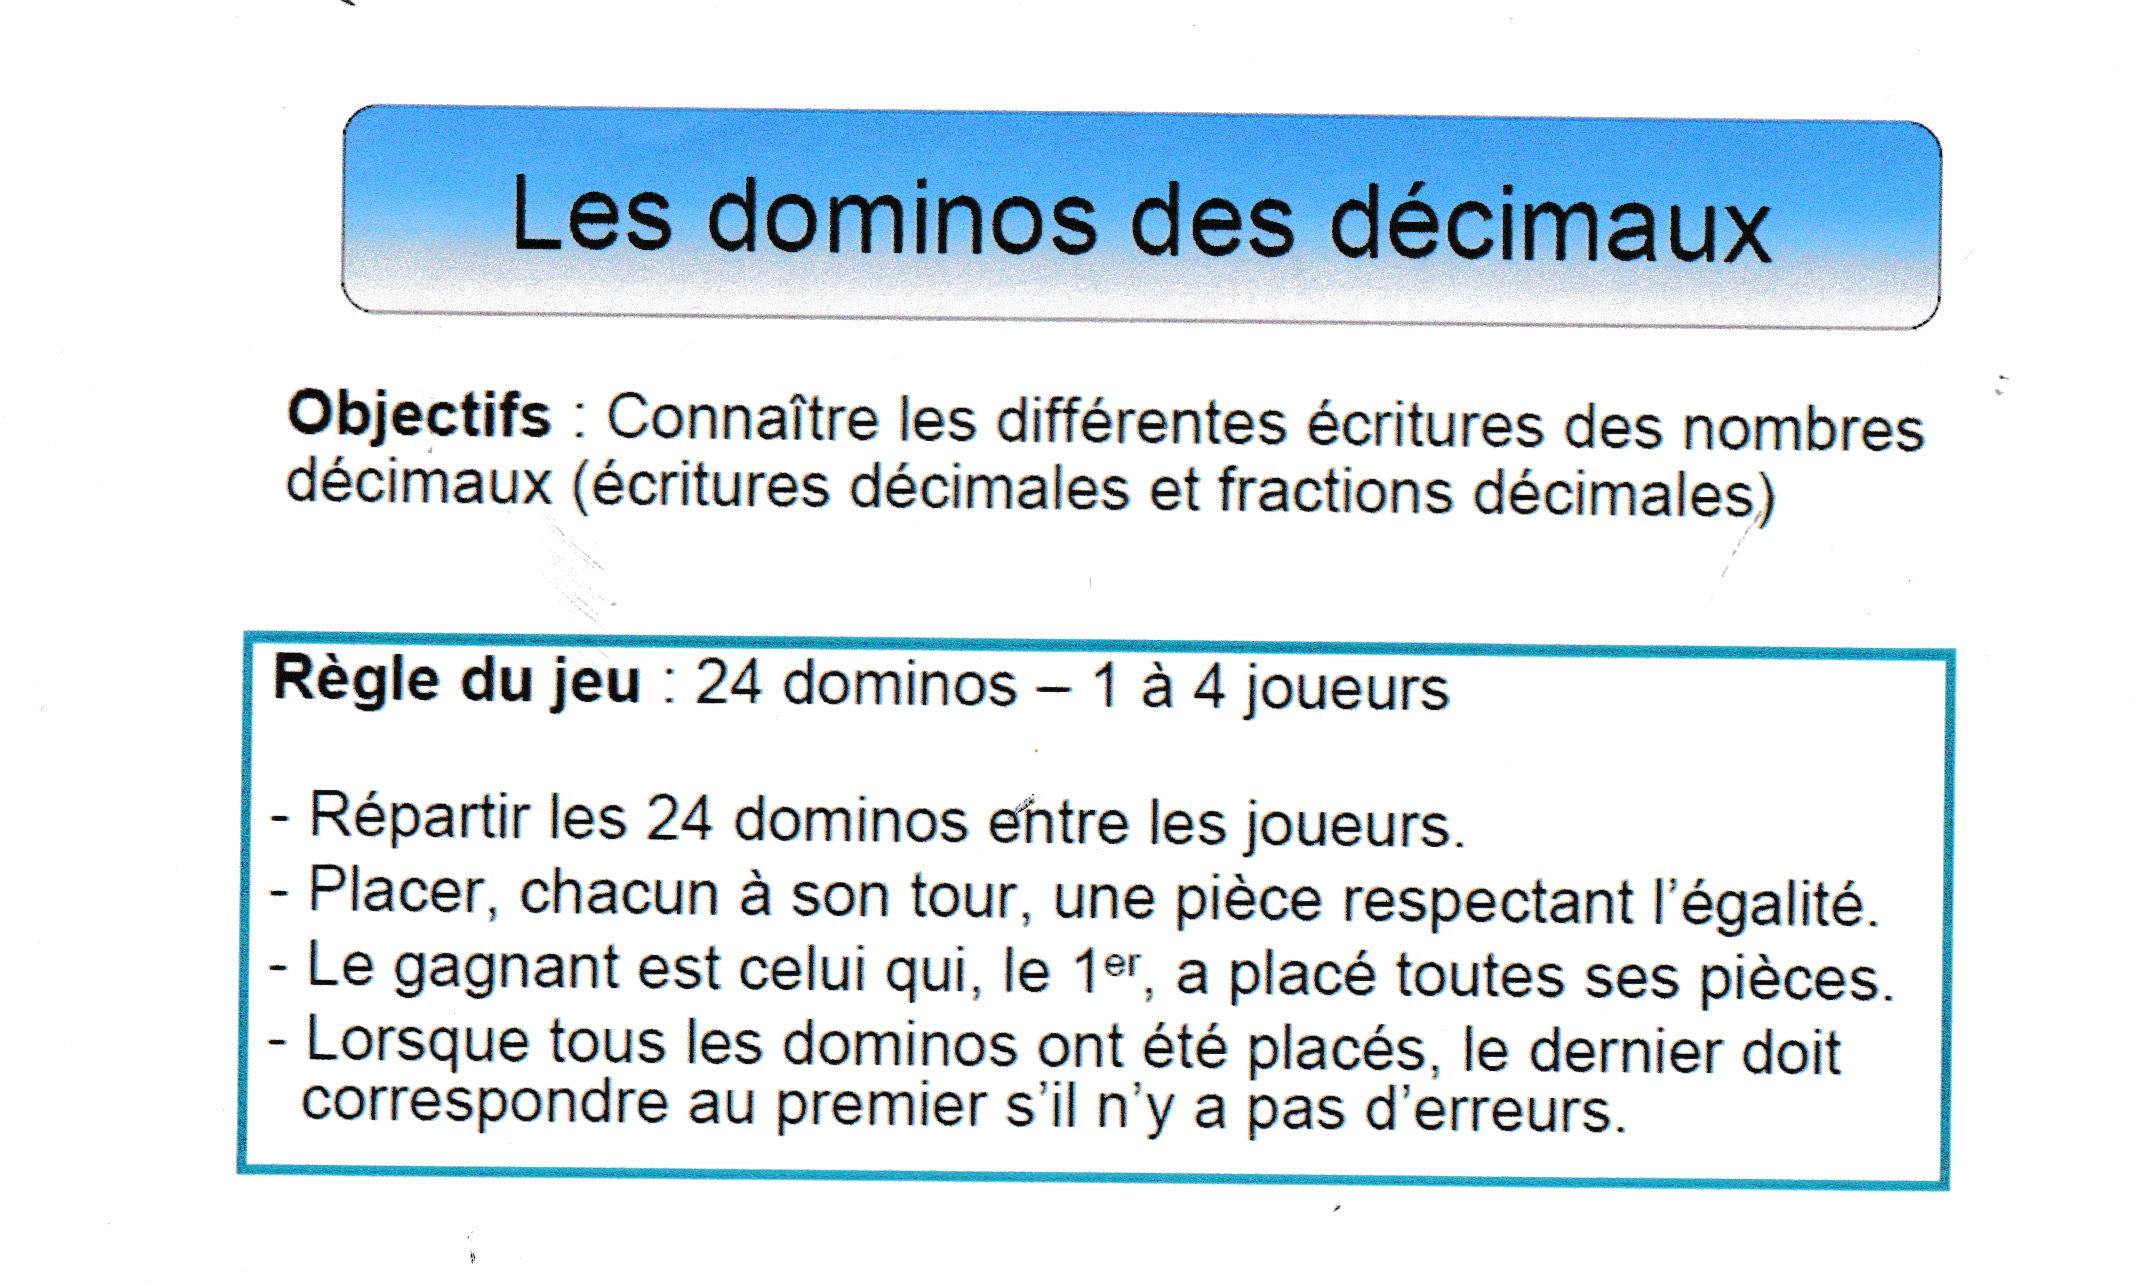 Les dominos des décimaux
Objectifs : Connaître les différentes écritures des nombres
décimaux (écritures décimales et fractions décimales)
Règle du jeu : 24 dominos – 1 à 4 joueurs
- Répartir les 24 dominos entre les joueurs.
- Placer, chacun à son tour, une pièce respectant l’égalité.
- Le gagnant est celui qui, le 1er, a placé toutes ses pièces.
- Lorsque tous les dominos ont été placés, le dernier doit
correspondre au premier s’il n’y a pas d’erreurs.